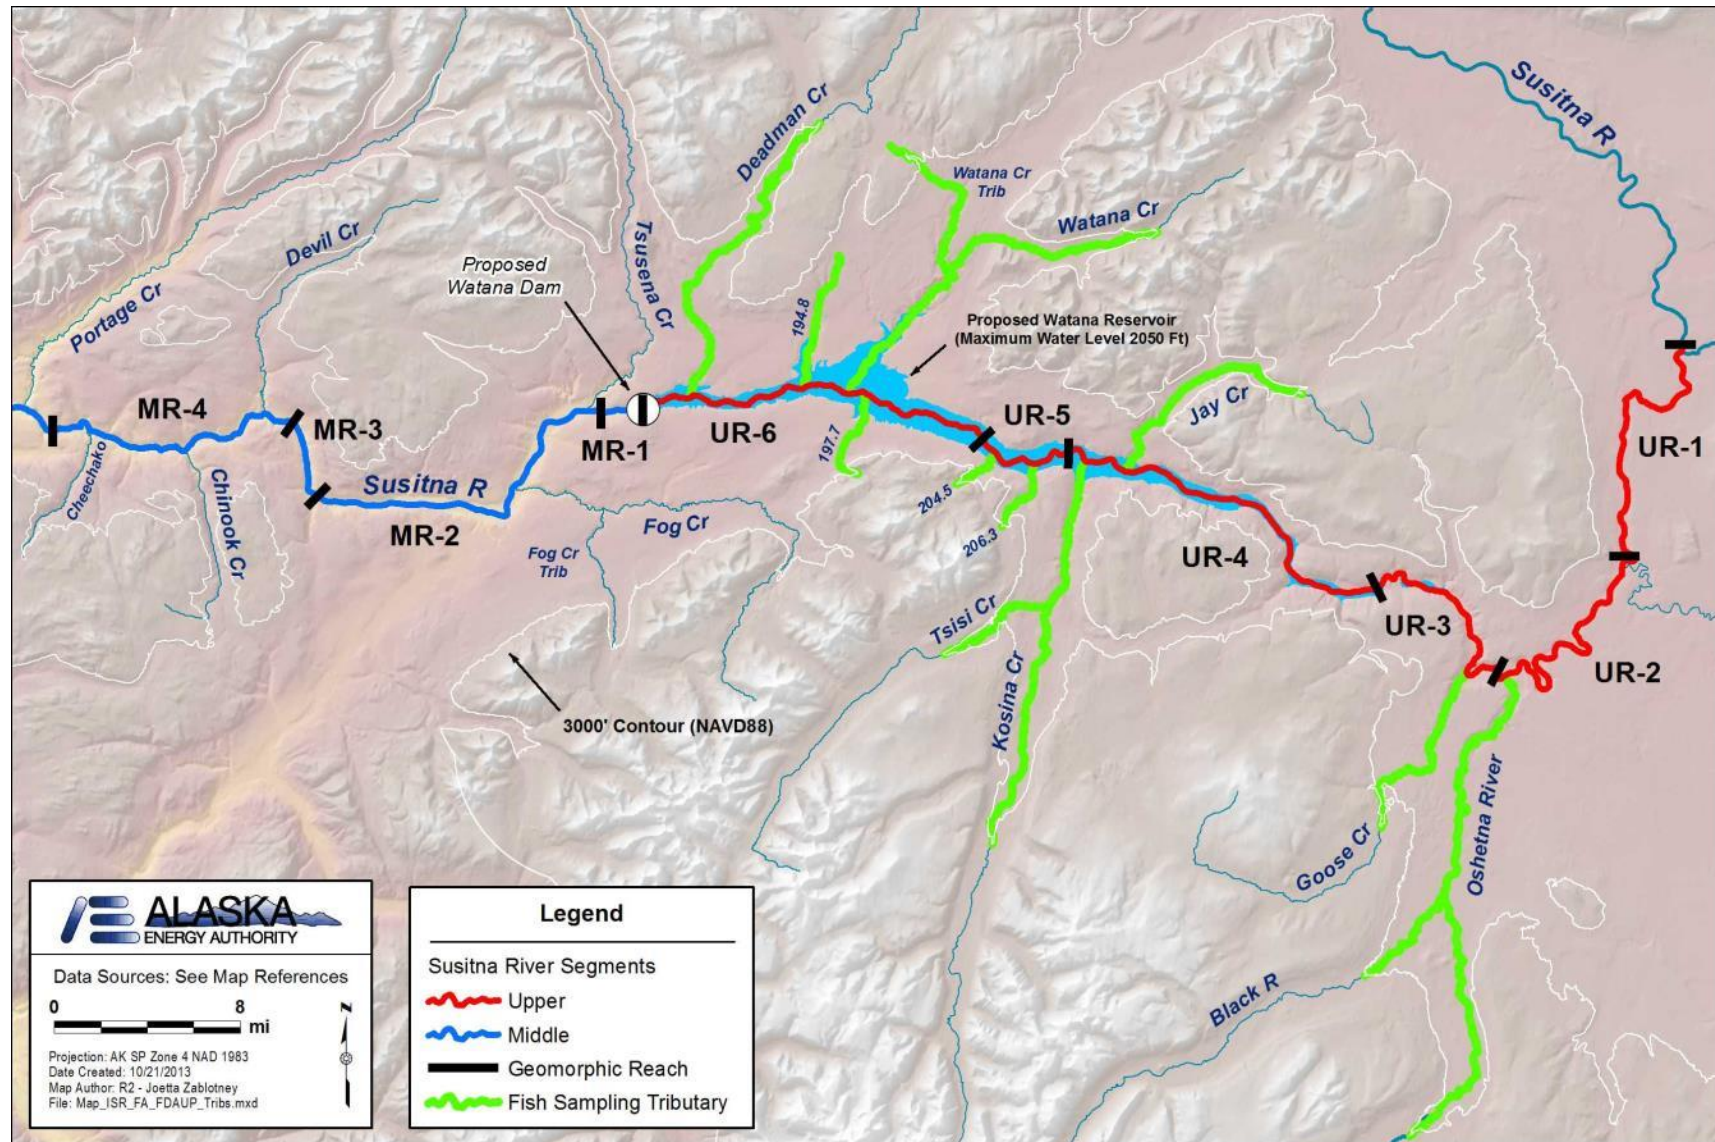 Susitna R
Deadman Cr
Watana Cr
Trib
Watana Cr
Devil Cr
Tsusena Cr
Proposed
Watana Dam
Portage Cr
194.8
Proposed Watana Reservoir
(Maximum Water Level 2050 Ft)
Jay Cr
MR-4
MR-3
MR-1
UR-6
UR-5
UR-1
197.7
Cheechako
Chinook Cr
Susitna R
MR-2
Fog Cr
Fog Cr
Trib
204.5
206.3
UR-4
Tsisi Cr
UR-3
UR-2
Kosina Cr
3000' Contour (NAVD88)
Goose Cr
Oshetna River
Black R
ALASKA
ENERGY AUTHORITY
Data Sources: See Map References
0 8
mi
N
Projection: AK SP Zone 4 NAD 1983
Date Created: 10/21/2013
Map Author: R2 - Joetta Zablotney
File: Map_ISR_FA_FDAUP_Tribs.mxd
Legend
Susitna River Segments
Upper
Middle
Geomorphic Reach
Fish Sampling Tributary